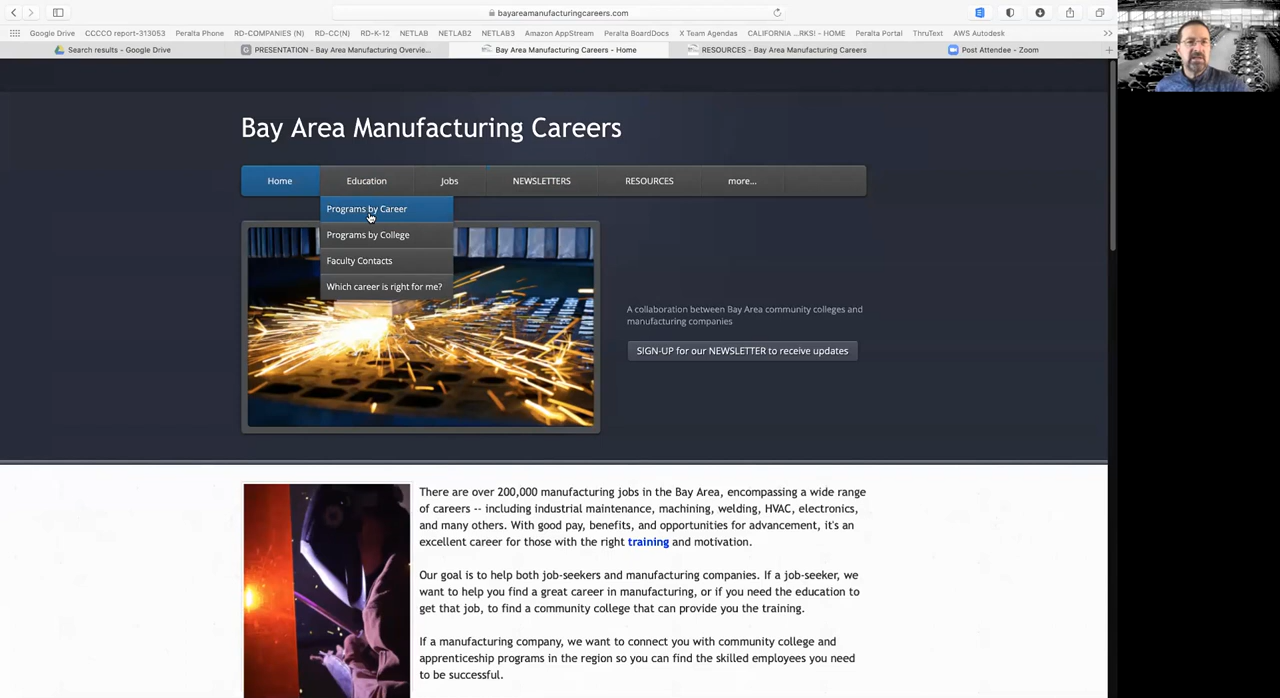 bayareamanufacturingcareers.com
Google Drive CCCCO report-313053 Peralta Phone RD-COMPANIES (N) RD-CC(N) RD-K-12 NETLAB NETLAB2 NETLAB3 Amazon AppStream Peralta BoardDocs X Team Agendas CALIFORNIA ...RKS! - HOME Peralta Portal ThruText AWS Autodesk
Search results - Google Drive PRESENTATION - Bay Area Manufacturing Overvie... Bay Area Manufacturing Careers - Home RESOURCES - Bay Area Manufacturing Careers Post Attendee - Zoom
Bay Area Manufacturing Careers
Home Education Jobs NEWSLETTERS RESOURCES more...
Programs by Career
Programs by College
Faculty Contacts
Which career is right for me?
A collaboration between Bay Area community colleges and
manufacturing companies
SIGN-UP for our NEWSLETTER to receive updates
There are over 200,000 manufacturing jobs in the Bay Area, encompassing a wide range
of careers -- including industrial maintenance, machining, welding, HVAC, electronics,
and many others. With good pay, benefits, and opportunities for advancement, it's an
excellent career for those with the right training and motivation.
Our goal is to help both job-seekers and manufacturing companies. If a job-seeker, we
want to help you find a great career in manufacturing, or if you need the education to
get that job, to find a community college that can provide you the training.
If a manufacturing company, we want to connect you with community college and
apprenticeship programs in the region so you can find the skilled employees you need
to be successful.